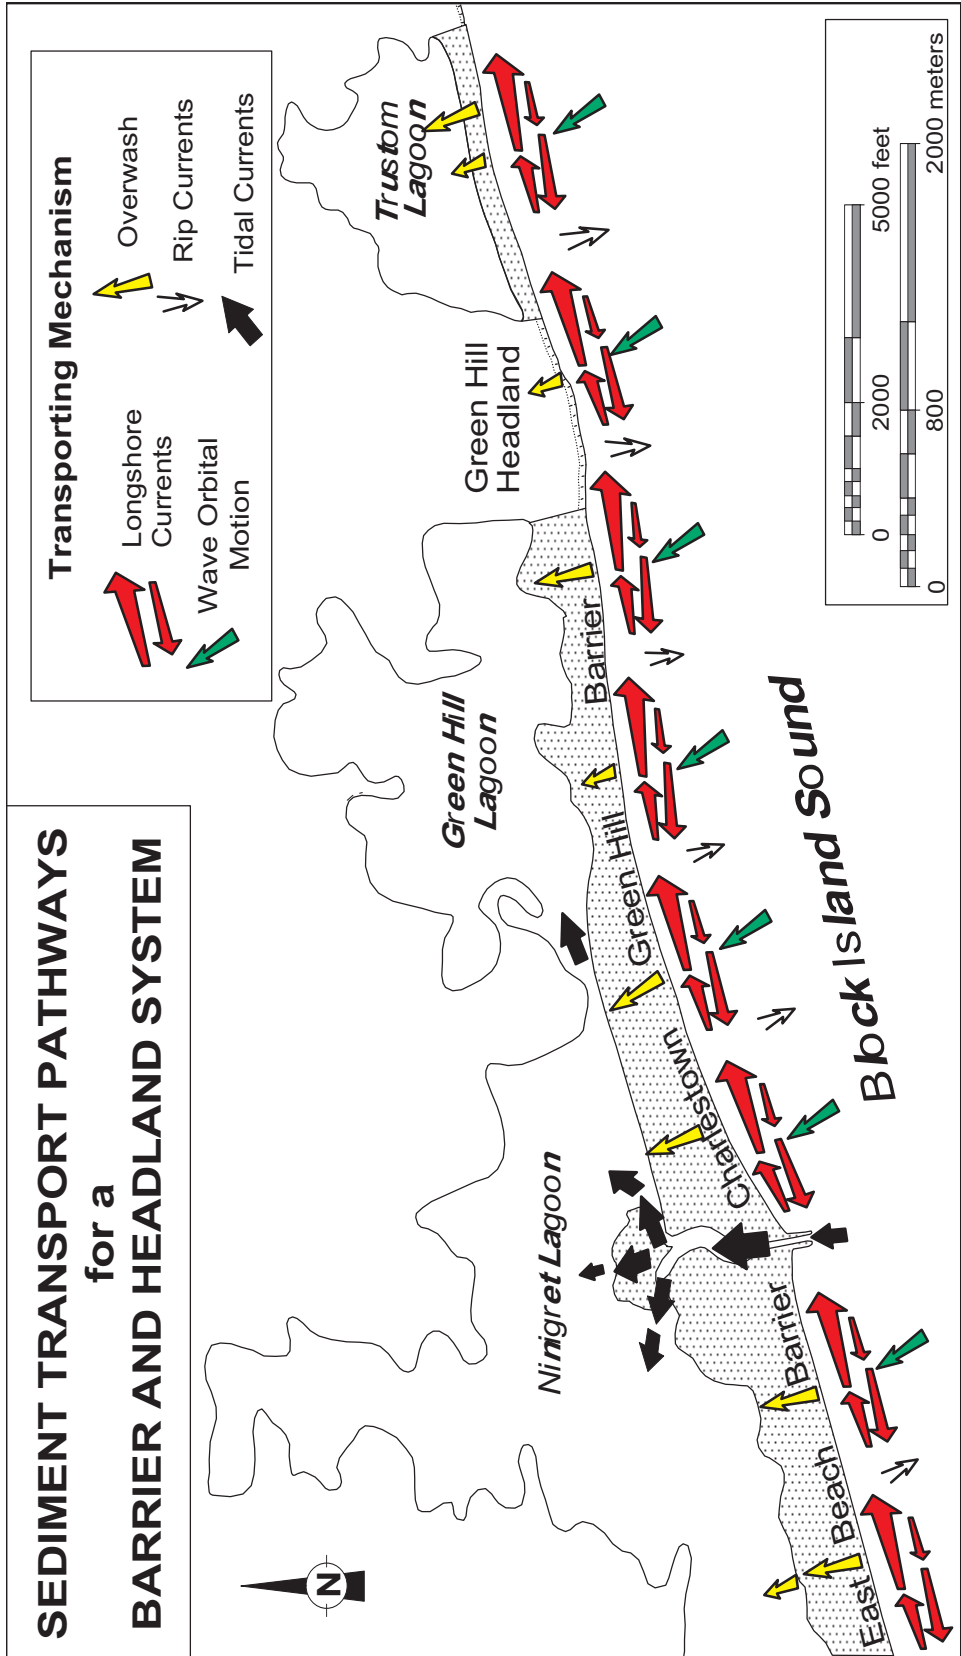 SEDIMENT TRANSPORT PATHWAYS
for a
BARRIER AND HEADLAND SYSTEM
Transporting Mechanism
Longshore
Currents
Wave Orbital
Motion
Overwash
Rip Currents
Tidal Currents
N
Ninigret Lagoon
Green Hill
Lagoon
Green Hill
Headland
Trustom
Lagoon
East Beach Barrier
Charlestown Green Hill Barrier
Block Island Sound
0 2000 5000 feet
0 800 2000 meters